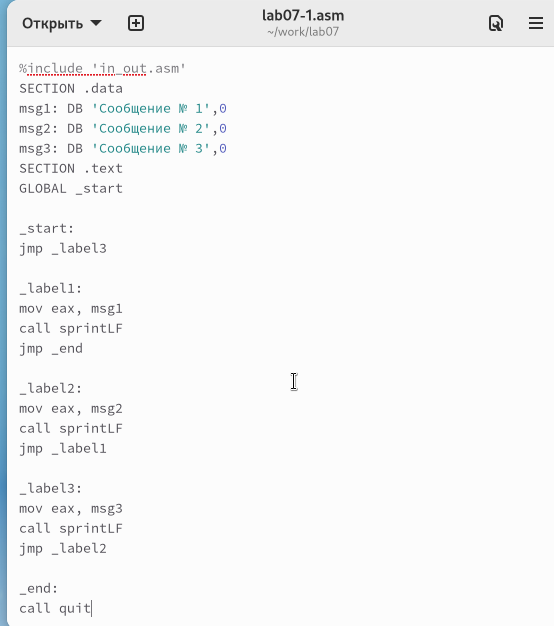 Открыть
lab07-1.asm
~/work/lab07
%include 'in_out.asm'
SECTION .data
msg1: DB 'Сообщение № 1',0
msg2: DB 'Сообщение № 2',0
msg3: DB 'Сообщение № 3',0
SECTION .text
GLOBAL _start

_start:
jmp _label3

_label1:
mov eax, msg1
call sprintLF
jmp _end

_label2:
mov eax, msg2
call sprintLF
jmp _label1

_label3:
mov eax, msg3
call sprintLF
jmp _label2

_end:
call quit